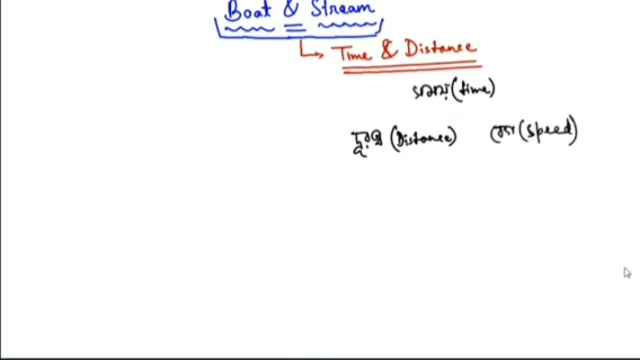 Boat & Stream
↳ Time & Distance
সময় (time)
দূরত্ব (Distance) বেগ (speed)